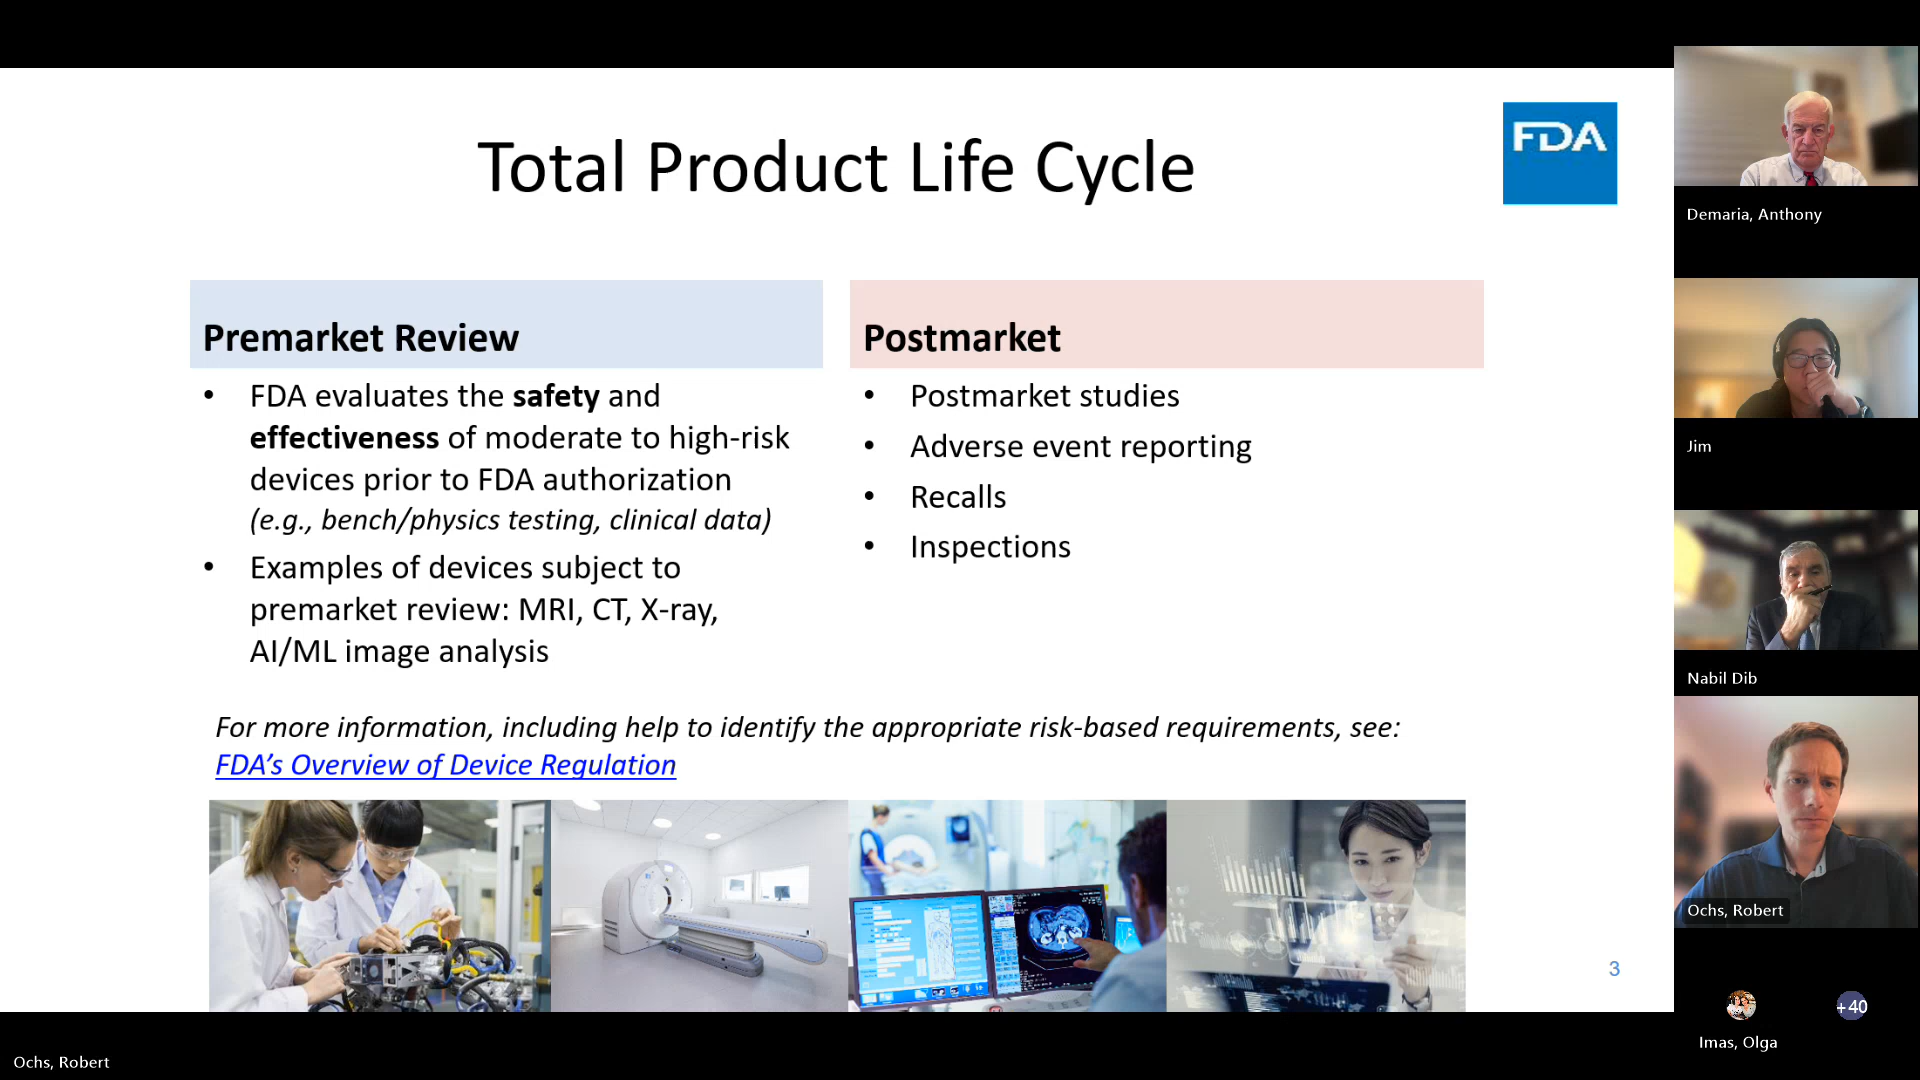 Total Product Life Cycle
FDA
Premarket Review
• FDA evaluates the safety and
effectiveness of moderate to high-risk
devices prior to FDA authorization
(e.g., bench/physics testing, clinical data)
• Examples of devices subject to
premarket review: MRI, CT, X-ray,
AI/ML image analysis
Postmarket
• Postmarket studies
• Adverse event reporting
• Recalls
• Inspections
For more information, including help to identify the appropriate risk-based requirements, see:
FDA’s Overview of Device Regulation
3
Demaria, Anthony
Jim
Nabil Dib
Ochs, Robert
+40
Imas, Olga
Ochs, Robert